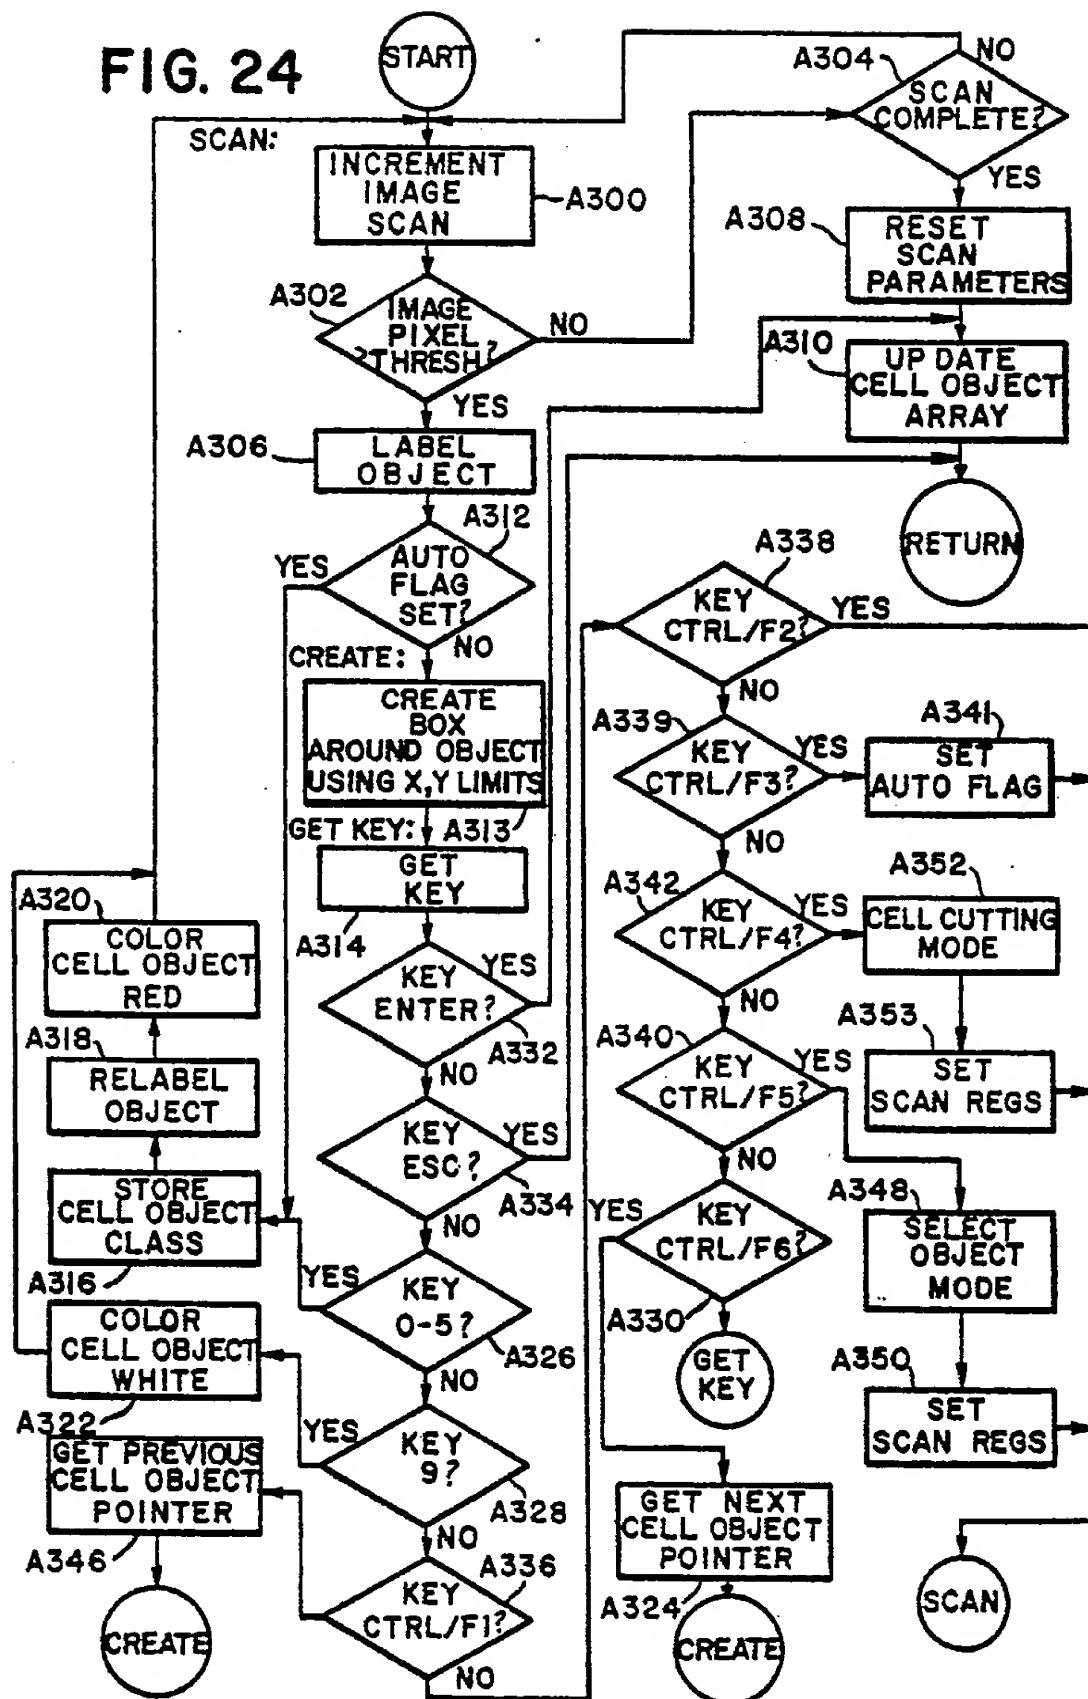 FIG. 24
START
SCAN:
INCREMENT
IMAGE
SCAN
A300
A302
IMAGE
PIXEL
?THRESH?
NO
YES
A306
LABEL
OBJECT
A312
AUTO
FLAG
SET?
YES
NO
CREATE:
CREATE
BOX
AROUND OBJECT
USING X,Y LIMITS
GET KEY:
A313
GET
KEY
A314
KEY
ENTER?
YES
A332
NO
KEY
ESC?
YES
A334
NO
KEY
0-5?
YES
A326
NO
KEY
9?
YES
A328
NO
A336
KEY
CTRL/F1?
NO
A320
COLOR
CELL OBJECT
RED
A318
RELABEL
OBJECT
STORE
CELL OBJECT
CLASS
A316
COLOR
CELL OBJECT
WHITE
A322
GET PREVIOUS
CELL OBJECT
POINTER
A346
CREATE
A304
NO
SCAN
COMPLETE?
YES
A308
RESET
SCAN
PARAMETERS
A310
UP DATE
CELL OBJECT
ARRAY
RETURN
A338
KEY
CTRL/F2?
YES
NO
A339
KEY
CTRL/F3?
YES
A341
SET
AUTO FLAG
NO
A342
KEY
CTRL/F4?
YES
A352
CELL CUTTING
MODE
NO
A353
SET
SCAN REGS
A340
KEY
CTRL/F5?
YES
NO
A348
SELECT
OBJECT
MODE
YES
KEY
CTRL/F6?
A330
GET
KEY
A350
SET
SCAN REGS
GET NEXT
CELL OBJECT
POINTER
A324
CREATE
SCAN